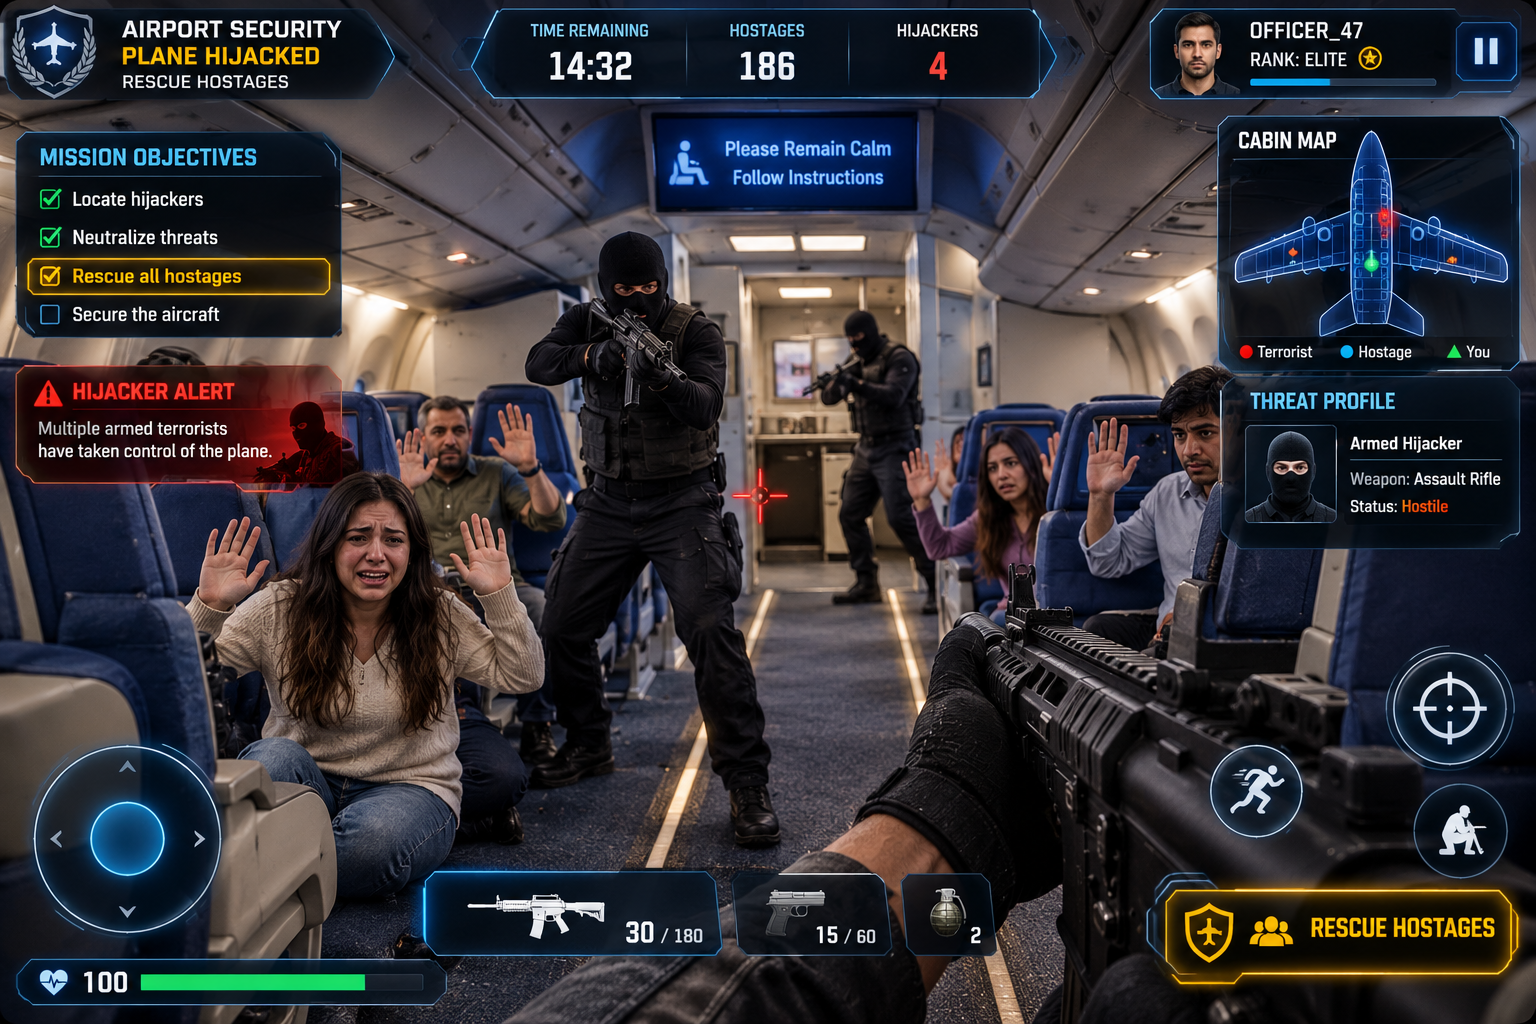 AIRPORT SECURITY
PLANE HIJACKED
RESCUE HOSTAGES
TIME REMAINING
14:32
HOSTAGES
186
HIJACKERS
4
OFFICER_47
RANK: ELITE
MISSION OBJECTIVES
Locate hijackers
Neutralize threats
Rescue all hostages
Secure the aircraft
HIJACKER ALERT
Multiple armed terrorists
have taken control of the plane.
Please Remain Calm
Follow Instructions
CABIN MAP
Terrorist
Hostage
You
THREAT PROFILE
Armed Hijacker
Weapon: Assault Rifle
Status: Hostile
30 / 180
15 / 60
2
RESCUE HOSTAGES
100